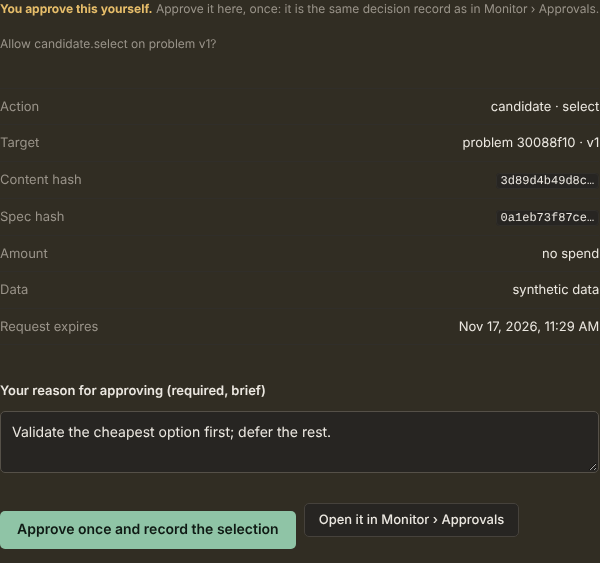 You approve this yourself. Approve it here, once: it is the same decision record as in Monitor › Approvals.
Allow candidate.select on problem v1?
Action candidate · select
Target problem 30088f10 · v1
Content hash 3d89d4b49d8c…
Spec hash 0a1eb73f87ce…
Amount no spend
Data synthetic data
Request expires Nov 17, 2026, 11:29 AM
Your reason for approving (required, brief)
Validate the cheapest option first; defer the rest.
Approve once and record the selection Open it in Monitor › Approvals